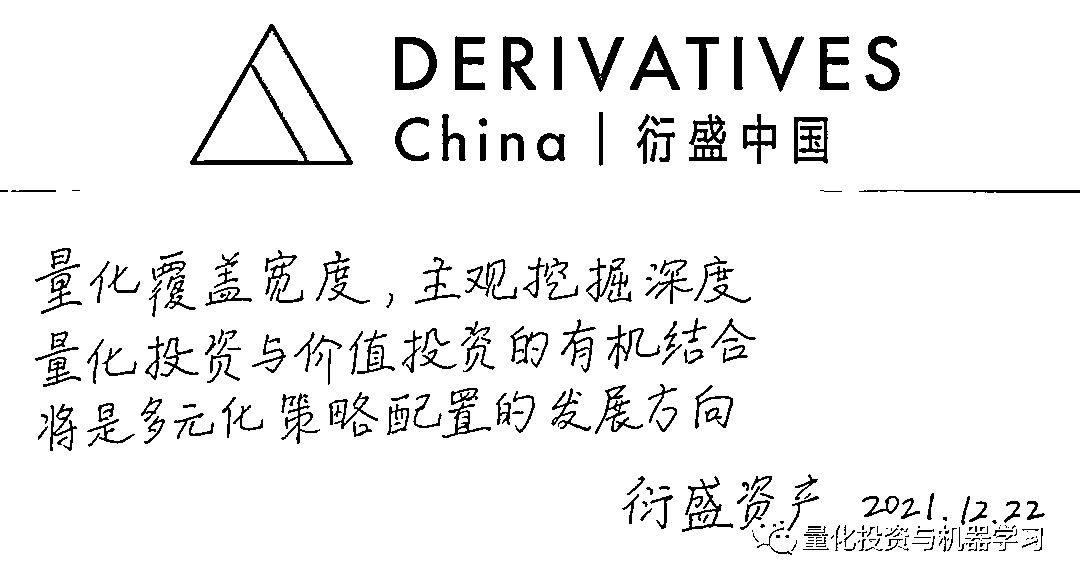 DERIVATIVES
China | 衍盛中国
量化覆盖宽度,主观挖掘深度
量化投资与价值投资的有机结合
将是多元化策略配置的发展方向
衍盛资产 2021.12.22
量化投资与机器学习